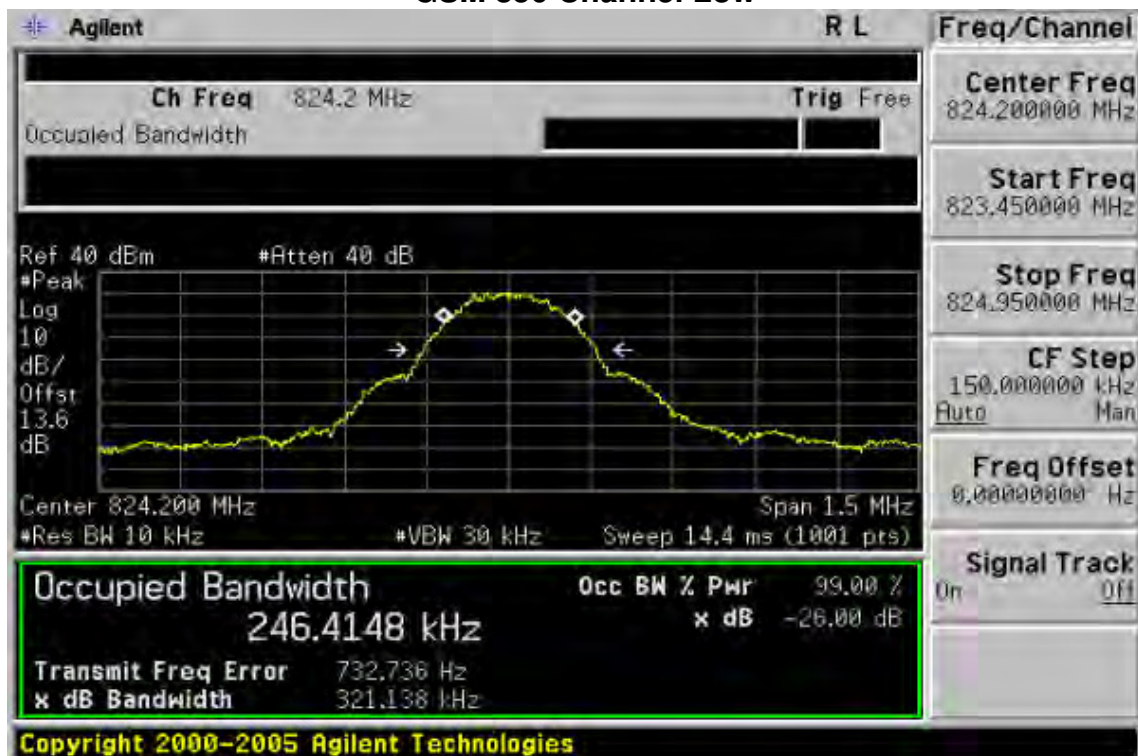 Agilent R L Freq/Channel
Ch Freq 824.2 MHz Trig Free
Occupied Bandwidth
Center Freq
824.200000 MHz
Start Freq
823.450000 MHz
Stop Freq
824.950000 MHz
CF Step
150.000000 kHz
Auto Man
Freq Offset
0.00000000 Hz
Signal Track
On Off
Ref 40 dBm #Atten 40 dB
#Peak
Log
10
dB/
Offst
13.6
dB
Center 824.200 MHz Span 1.5 MHz
#Res BW 10 kHz #VBW 30 kHz Sweep 14.4 ms (1001 pts)
Occupied Bandwidth
246.4148 kHz
Occ BW % Pwr 99.00 %
x dB -26.00 dB
Transmit Freq Error 732.736 Hz
x dB Bandwidth 321.138 kHz
Copyright 2000-2005 Agilent Technologies